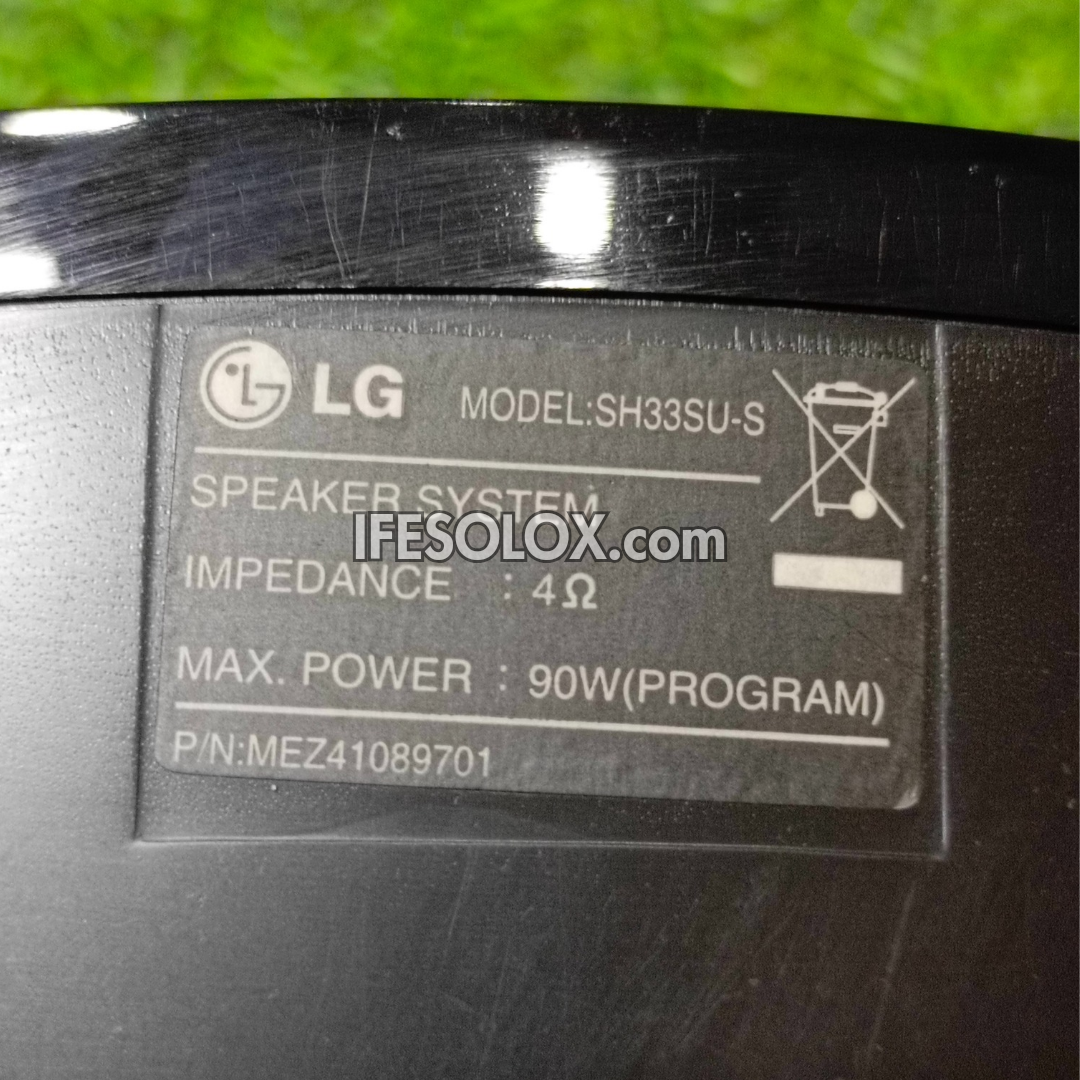 LG MODEL:SH33SU-S
SPEAKER SYSTEM
IFESOLOX.com
IMPEDANCE : 4Ω
MAX. POWER : 90W(PROGRAM)
P/N:MEZ41089701